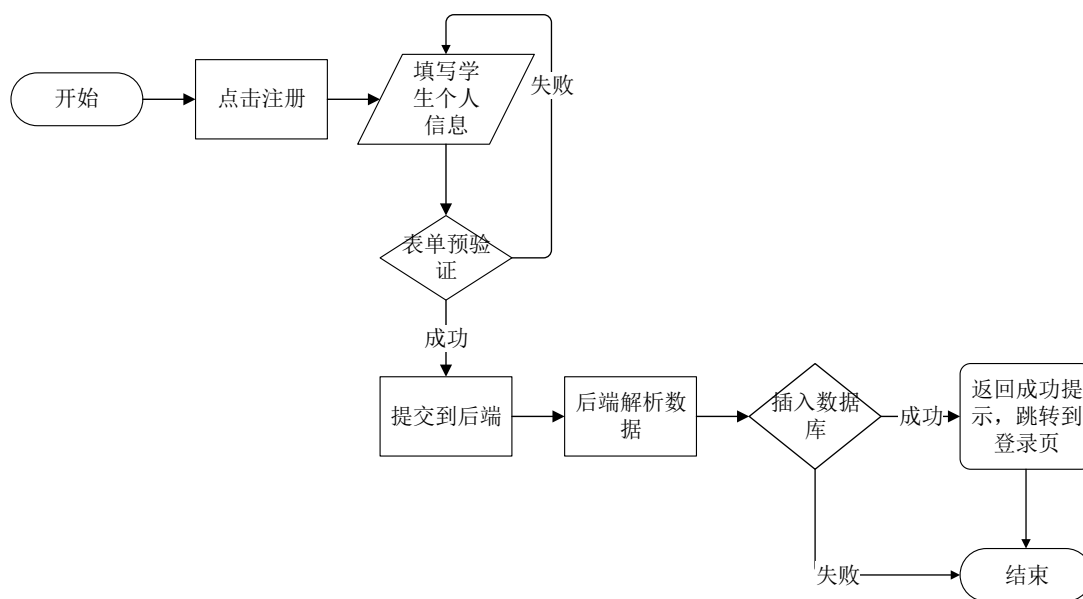 开始
点击注册
填写学
生个人
信息
失败
表单预验
证
成功
提交到后端
后端解析数
据
插入数据
库
成功
返回成功提
示，跳转到
登录页
失败
结束